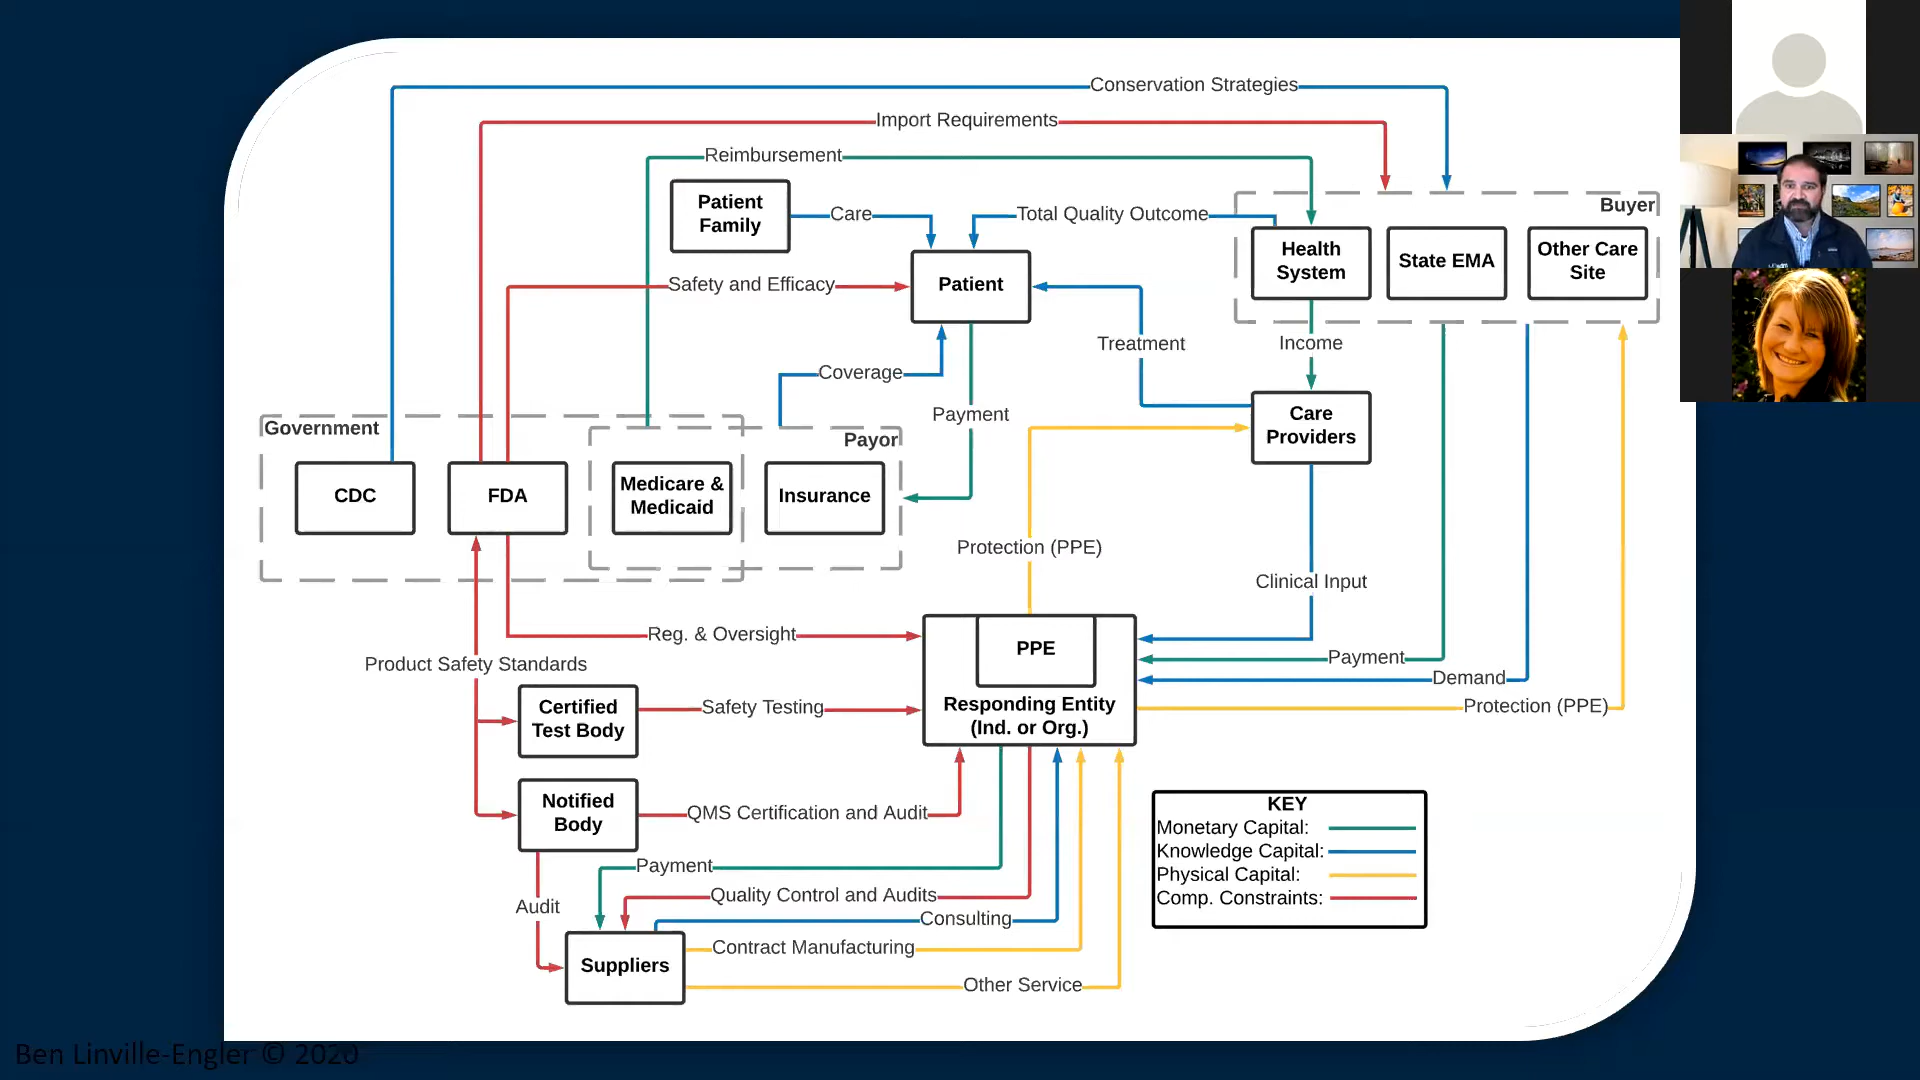 Conservation Strategies
Import Requirements
Reimbursement
Patient
Family
Care
Total Quality Outcome
Buyer
Health
System
State EMA
Other Care
Site
Safety and Efficacy
Patient
Treatment
Income
Coverage
Payment
Care
Providers
Government
Payor
CDC
FDA
Medicare &
Medicaid
Insurance
Protection (PPE)
Clinical Input
Reg. & Oversight
PPE
Product Safety Standards
Payment
Demand
Certified
Test Body
Safety Testing
Responding Entity
(Ind. or Org.)
Protection (PPE)
Notified
Body
QMS Certification and Audit
KEY
Monetary Capital:
Knowledge Capital:
Physical Capital:
Comp. Constraints:
Payment
Quality Control and Audits
Audit
Consulting
Contract Manufacturing
Suppliers
Other Service
Ben Linville-Engler © 2020